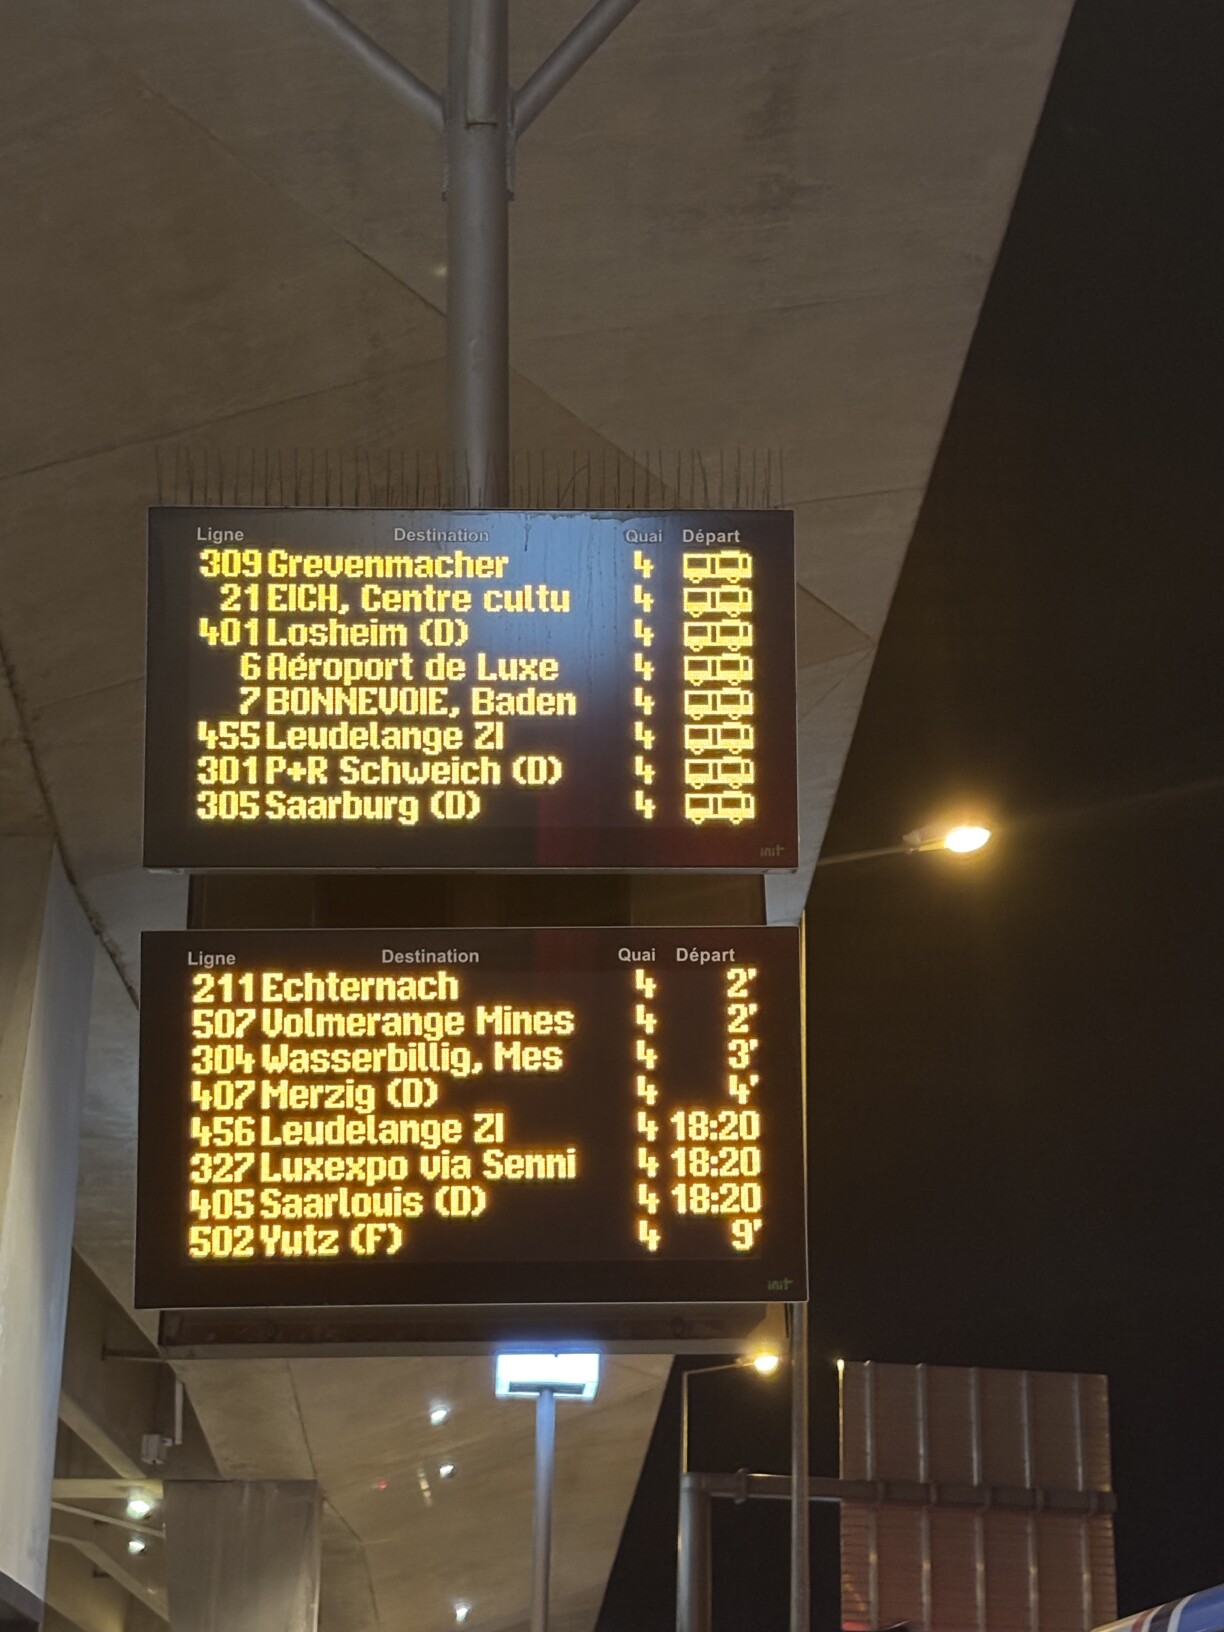 Ligne Destination Quai Départ
309 Grevenmacher 4
21 EICH, Centre cultu 4
401 Losheim (D) 4
6 Aéroport de Luxe 4
7 BONNEVOIE, Baden 4
455 Leudelange ZI 4
301 P+R Schweich (D) 4
305 Saarburg (D) 4
init
Ligne Destination Quai Départ
211 Echternach 4 2'
507 Volmerange Mines 4 2'
304 Wasserbillig, Mes 4 3'
407 Merzig (D) 4 4'
456 Leudelange ZI 4 18:20
327 Luxexpo via Senni 4 18:20
405 Saarlouis (D) 4 18:20
502 Yutz (F) 4 9'
init